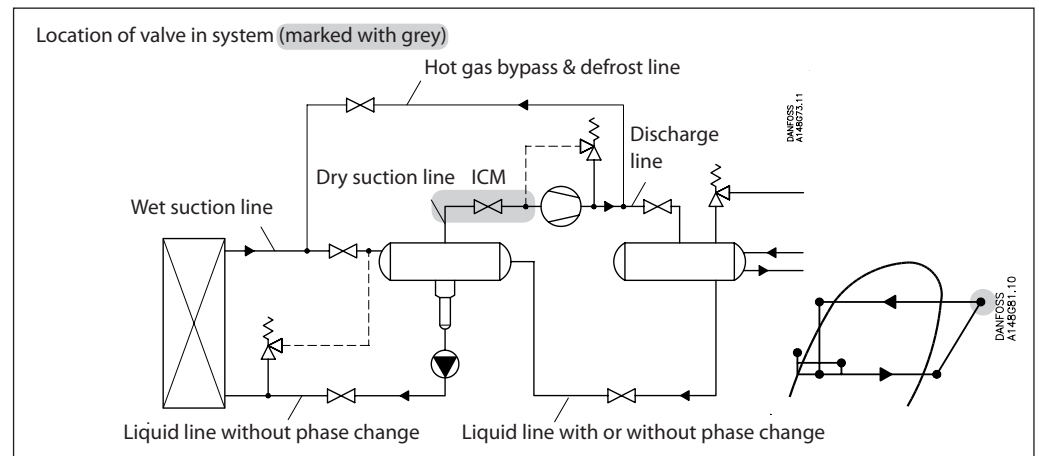 Location of valve in system (marked with grey)
Hot gas bypass & defrost line
DANFOSS
A148G73.11
Discharge
line
Dry suction line ICM
Wet suction line
DANFOSS
A148G81.10
Liquid line without phase change
Liquid line with or without phase change